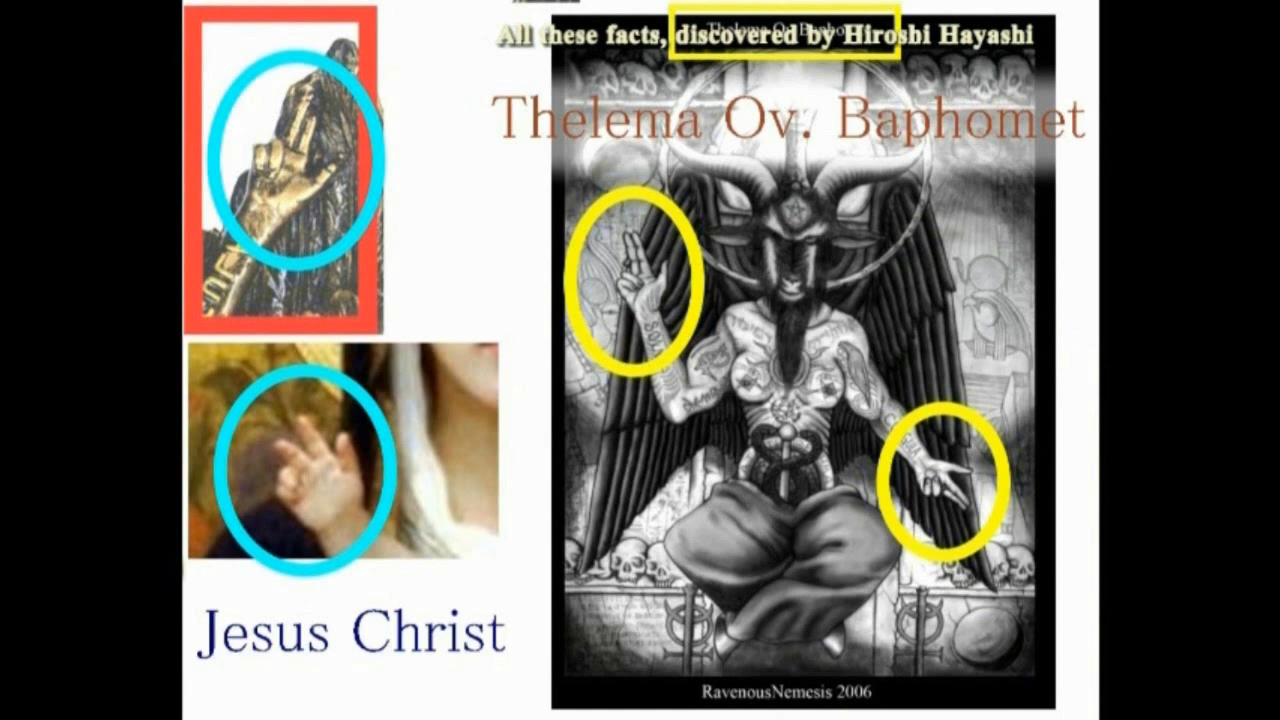 All these facts, discovered by Hiroshi Hayashi
Thelema Ov. Baphomet
Jesus Christ
RavenousNemesis 2006